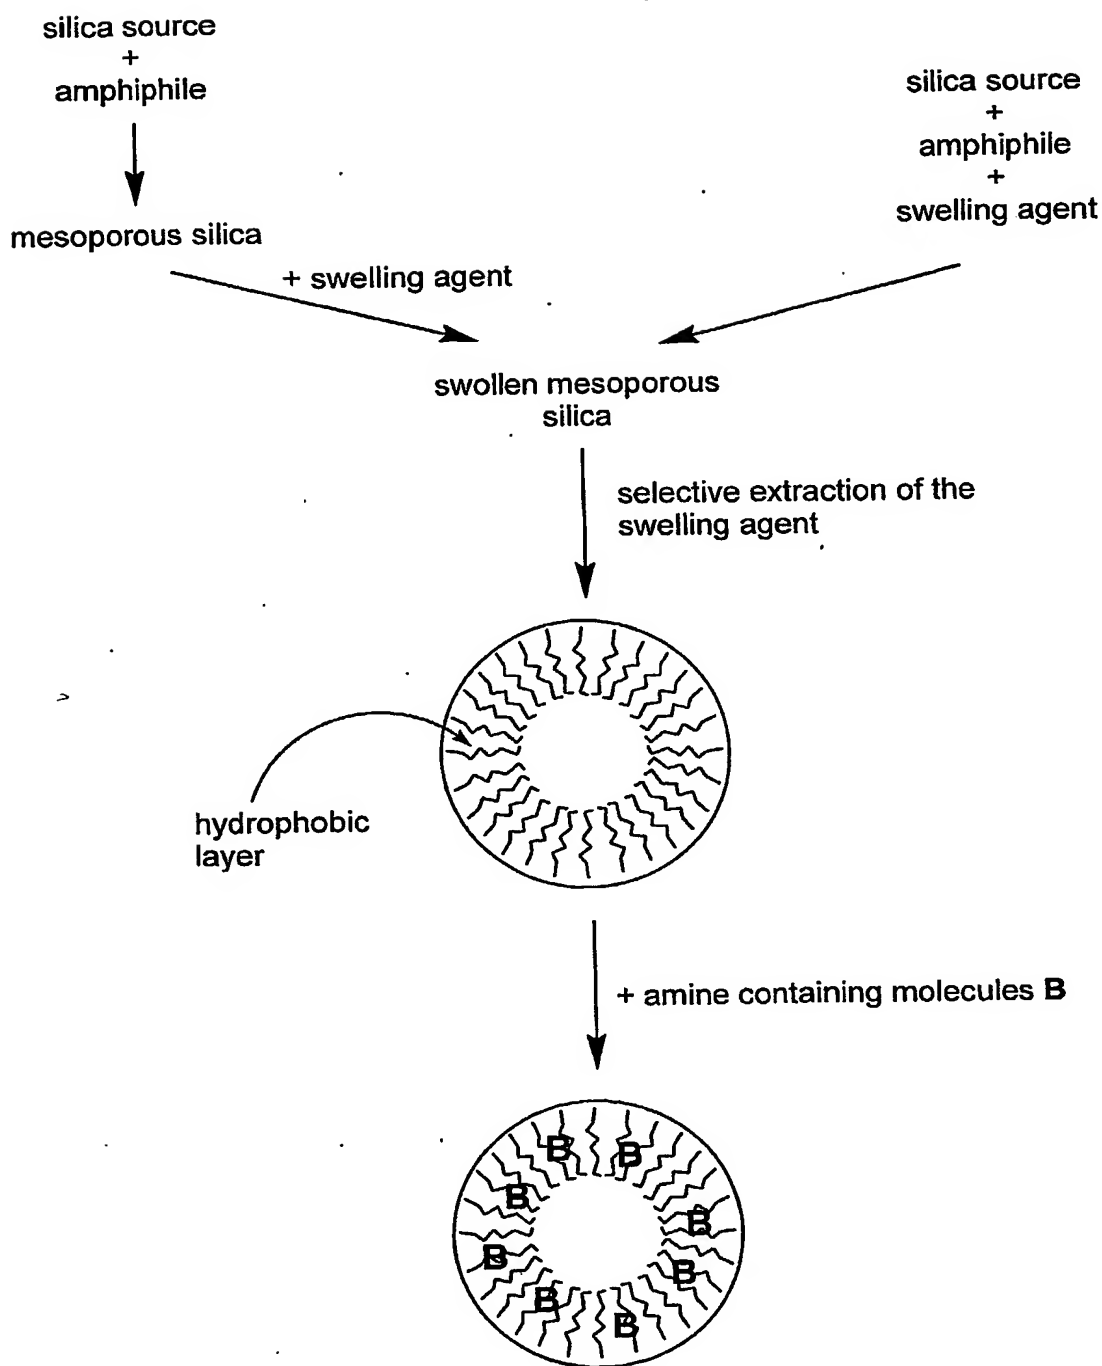 silica source
+
amphiphile
mesoporous silica
silica source
+
amphiphile
+
swelling agent
+ swelling agent
swollen mesoporous
silica
selective extraction of the
swelling agent
hydrophobic
layer
+ amine containing molecules B
B
B
B
B
B
B
B
B